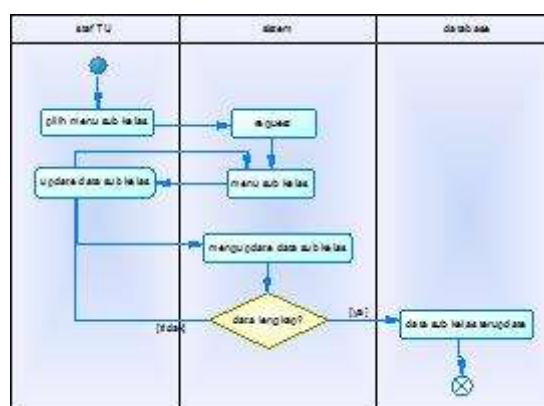 staf TU
sistem
database
pilih menu sub kelas
request
update data sub kelas
menu sub kelas
mengupdate data sub kelas
data lengkap?
[tidak]
[ya]
data sub kelas terupdate